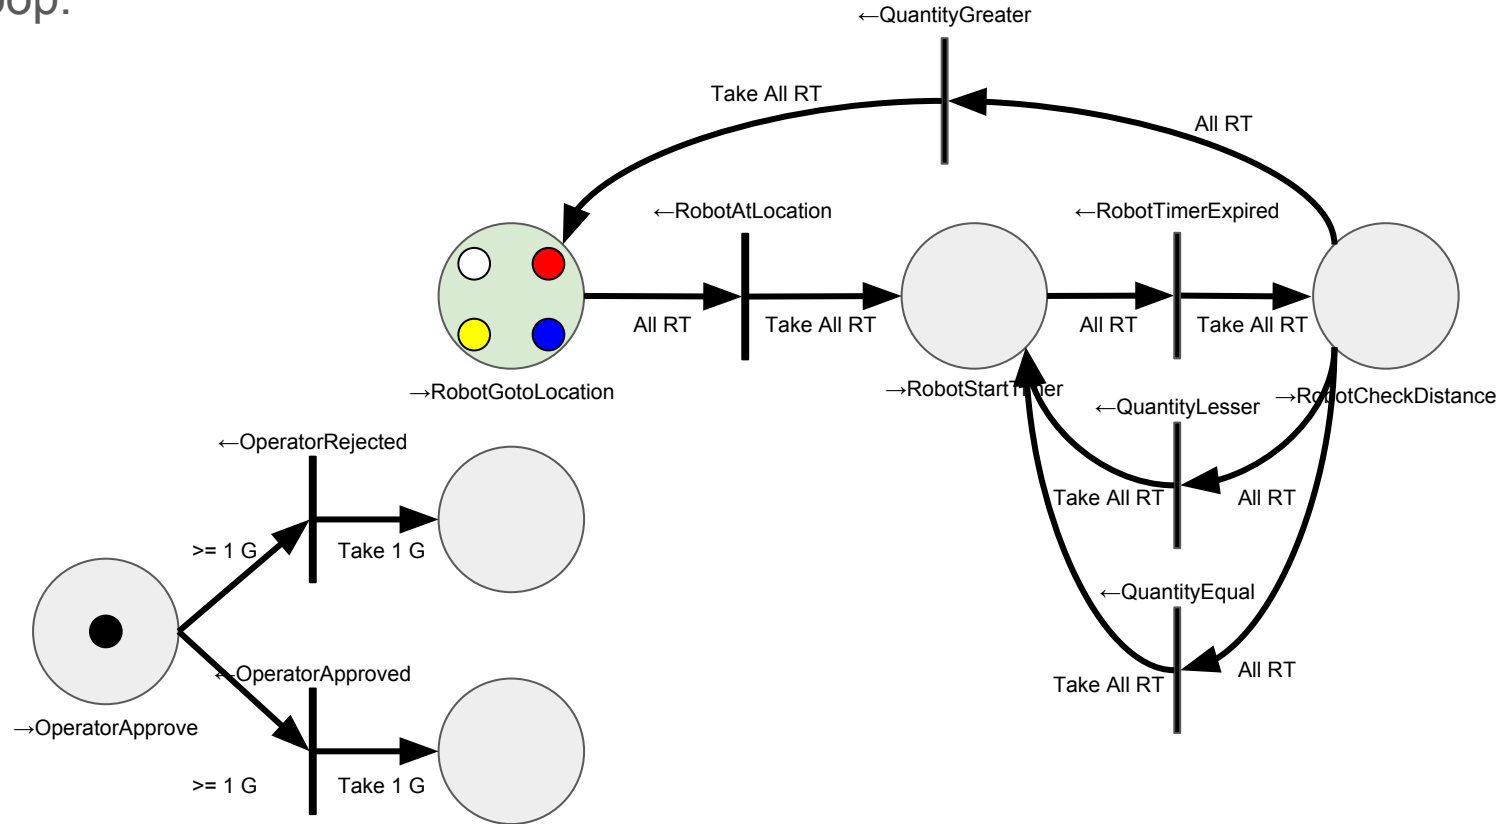 oop:
←QuantityGreater
Take All RT
All RT
←RobotAtLocation
←RobotTimerExpired
All RT
Take All RT
All RT
Take All RT
→RobotGotoLocation
→RobotStartTimer
→RobotCheckDistance
←QuantityLesser
←OperatorRejected
Take All RT
All RT
>= 1 G
Take 1 G
←QuantityEqual
←OperatorApproved
All RT
Take All RT
→OperatorApprove
>= 1 G
Take 1 G